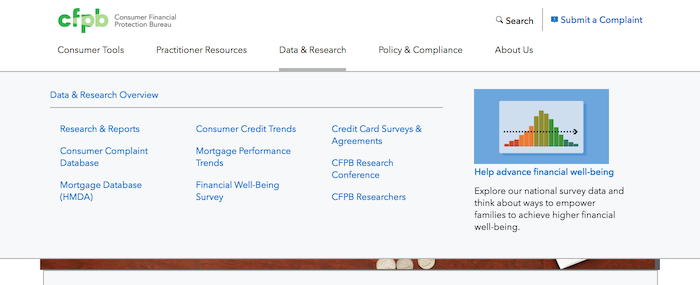 cfpb Consumer Financial
Protection Bureau
Search
Submit a Complaint
Consumer Tools
Practitioner Resources
Data & Research
Policy & Compliance
About Us
Data & Research Overview
Research & Reports
Consumer Complaint
Database
Mortgage Database
(HMDA)
Consumer Credit Trends
Mortgage Performance
Trends
Financial Well-Being
Survey
Credit Card Surveys &
Agreements
CFPB Research
Conference
CFPB Researchers
Help advance financial well-being
Explore our national survey data and
think about ways to empower
families to achieve higher financial
well-being.